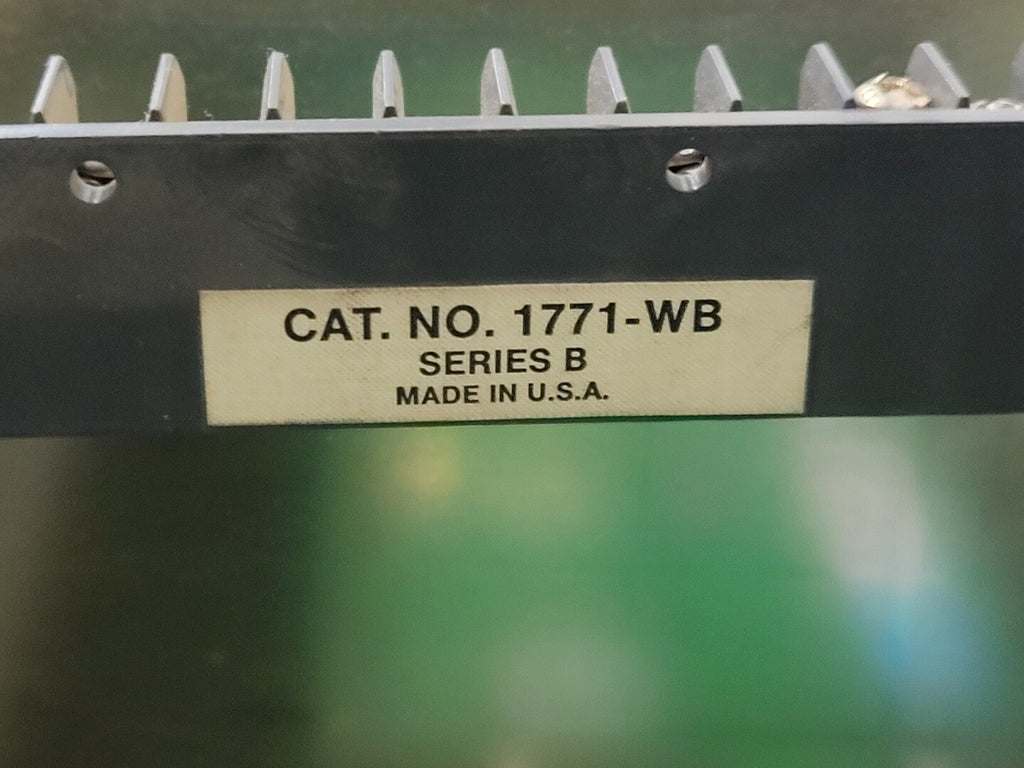 CAT. NO. 1771-WB
SERIES B
MADE IN U.S.A.